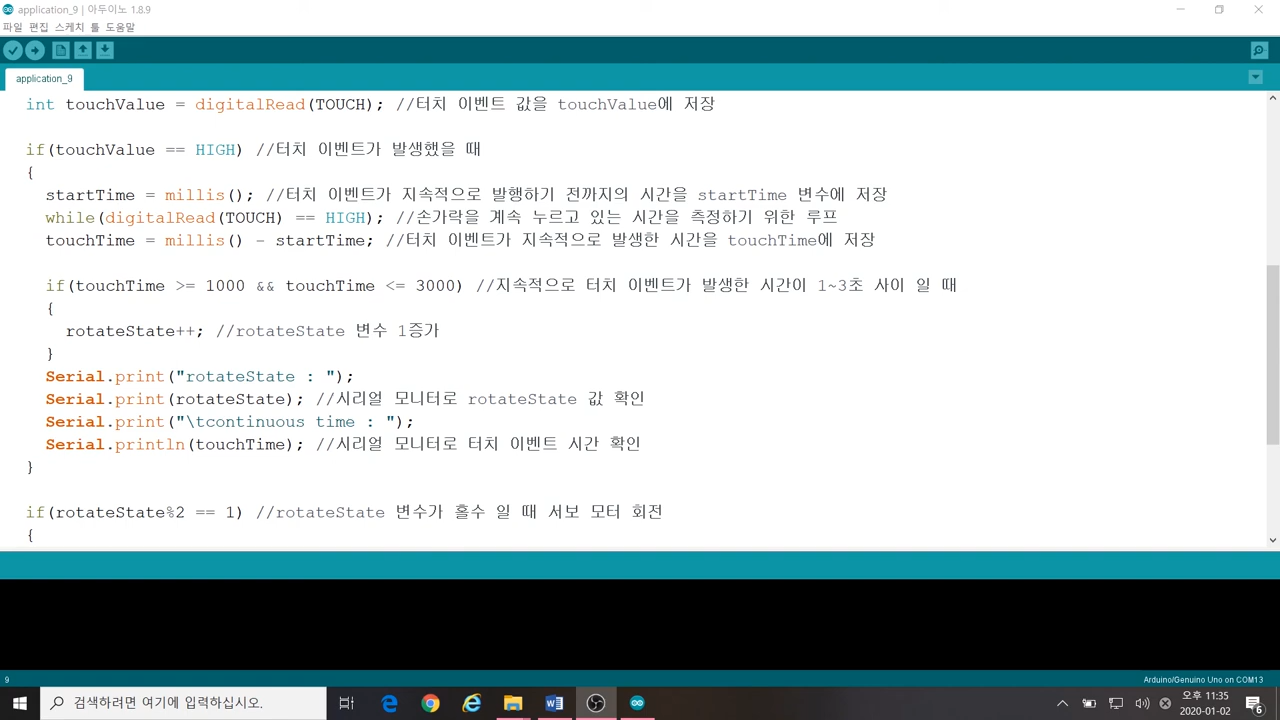 application_9 | 아두이노 1.8.9
파일 편집 스케치 툴 도움말
application_9
int touchValue = digitalRead(TOUCH); //터치 이벤트 값을 touchValue에 저장
if(touchValue == HIGH) //터치 이벤트가 발생했을 때
{
startTime = millis(); //터치 이벤트가 지속적으로 발행하기 전까지의 시간을 startTime 변수에 저장
while(digitalRead(TOUCH) == HIGH); //손가락을 계속 누르고 있는 시간을 측정하기 위한 루프
touchTime = millis() - startTime; //터치 이벤트가 지속적으로 발생한 시간을 touchTime에 저장
if(touchTime >= 1000 && touchTime <= 3000) //지속적으로 터치 이벤트가 발생한 시간이 1~3초 사이 일 때
{
rotateState++; //rotateState 변수 1증가
}
Serial.print("rotateState : ");
Serial.print(rotateState); //시리얼 모니터로 rotateState 값 확인
Serial.print("\tcontinuous time : ");
Serial.println(touchTime); //시리얼 모니터로 터치 이벤트 시간 확인
}
if(rotateState%2 == 1) //rotateState 변수가 홀수 일 때 서보 모터 회전
{
9
Arduino/Genuino Uno on COM13
검색하려면 여기에 입력하십시오.
오후 11:35
2020-01-02
6